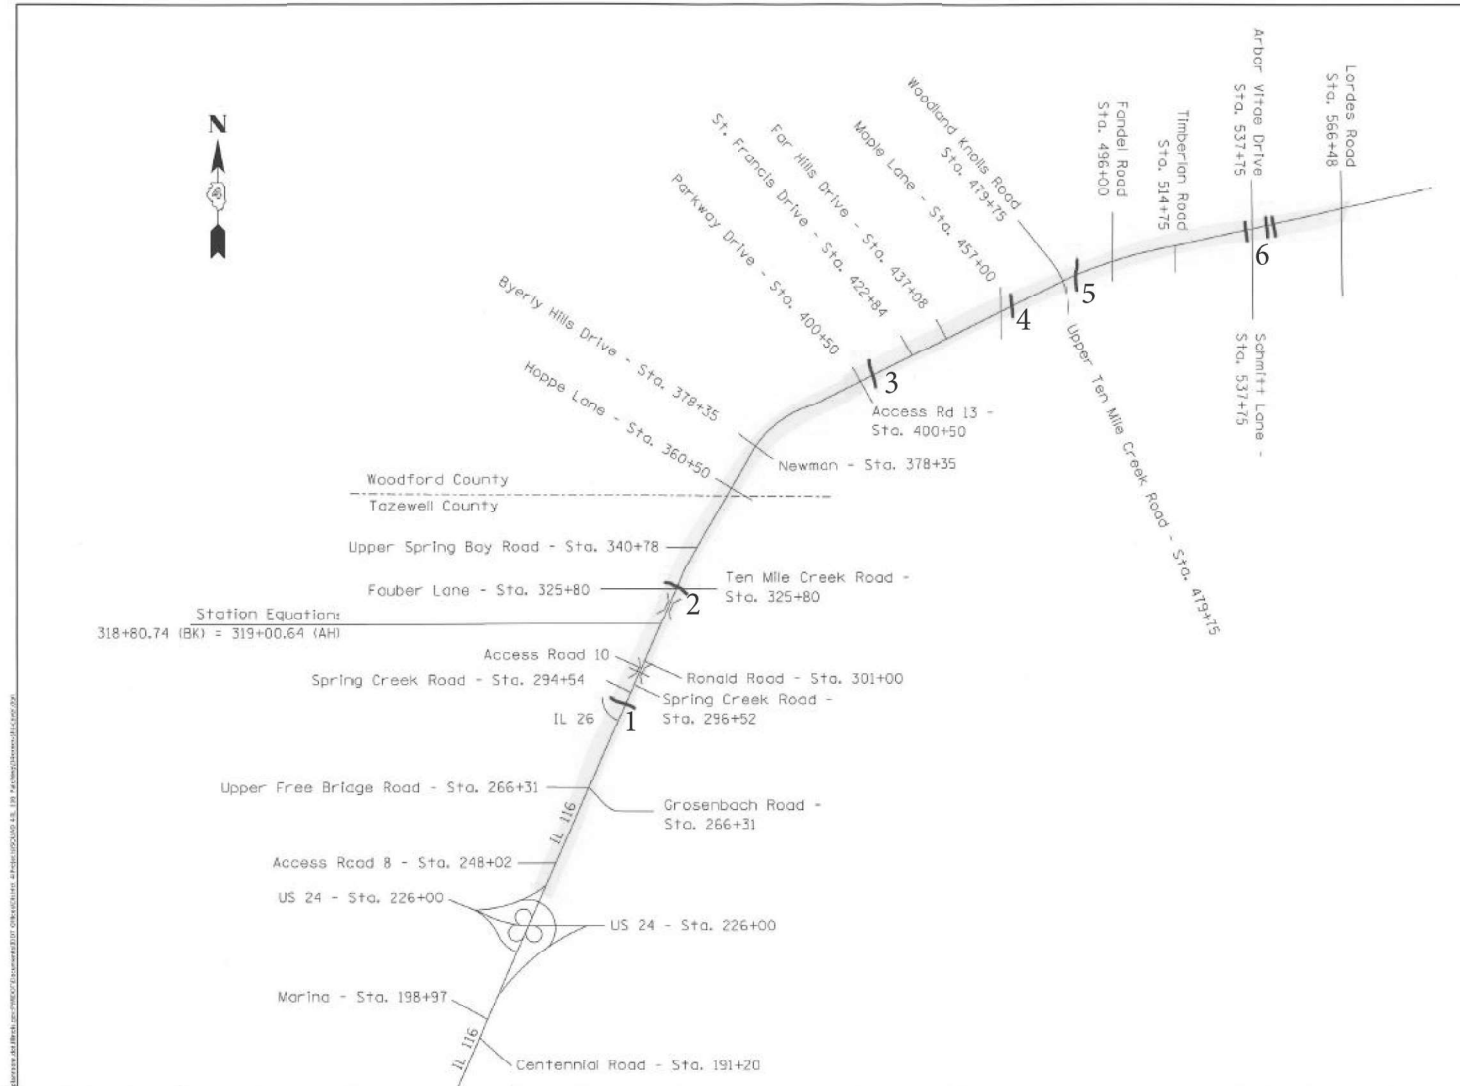 N
Arbor Vitae Drive
Sta. 537+75
Lordes Road
Sta. 566+48
Fandel Road
Sta. 496+00
Timberlan Road
Sta. 514+75
Woodland Knolls Road
Sta. 479+75
Maple Lane - Sta. 457+00
Far Hills Drive - Sta. 437+08
St. Francis Drive - Sta. 422+84
Parkway Drive - Sta. 400+50
Byerly Hills Drive - Sta. 378+35
Hoppe Lane - Sta. 360+50
6
5
4
3
Schmitt Lane -
Sta. 537+75
Upper Ten Mile Creek Road - Sta. 479+75
Access Rd 13 -
Sta. 400+50
Newman - Sta. 378+35
Woodford County
Tazewell County
Upper Spring Bay Road - Sta. 340+78
Fauber Lane - Sta. 325+80
Ten Mile Creek Road -
Sta. 325+80
2
Station Equation:
318+80.74 (BK) = 319+00.64 (AH)
Access Road 10
Ronald Road - Sta. 301+00
Spring Creek Road - Sta. 294+54
Spring Creek Road -
Sta. 296+52
IL 26
1
Upper Free Bridge Road - Sta. 266+31
Grosenbach Road -
Sta. 266+31
IL 116
Access Road 8 - Sta. 248+02
US 24 - Sta. 226+00
US 24 - Sta. 226+00
Marina - Sta. 198+97
IL 116
Centennial Road - Sta. 191+20